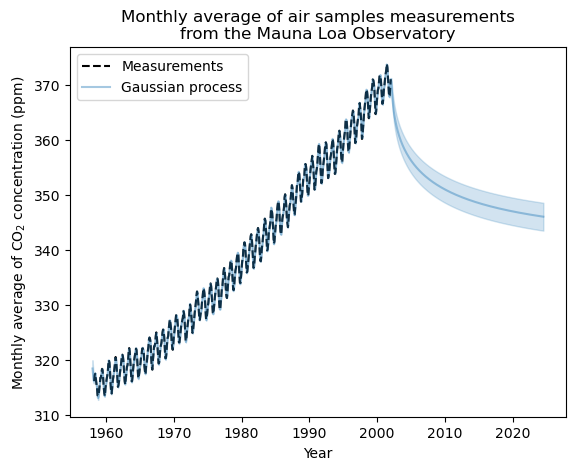 Monthly average of air samples measurements
from the Mauna Loa Observatory
Measurements
Gaussian process
Monthly average of CO₂ concentration (ppm)
370
360
350
340
330
320
310
1960 1970 1980 1990 2000 2010 2020
Year